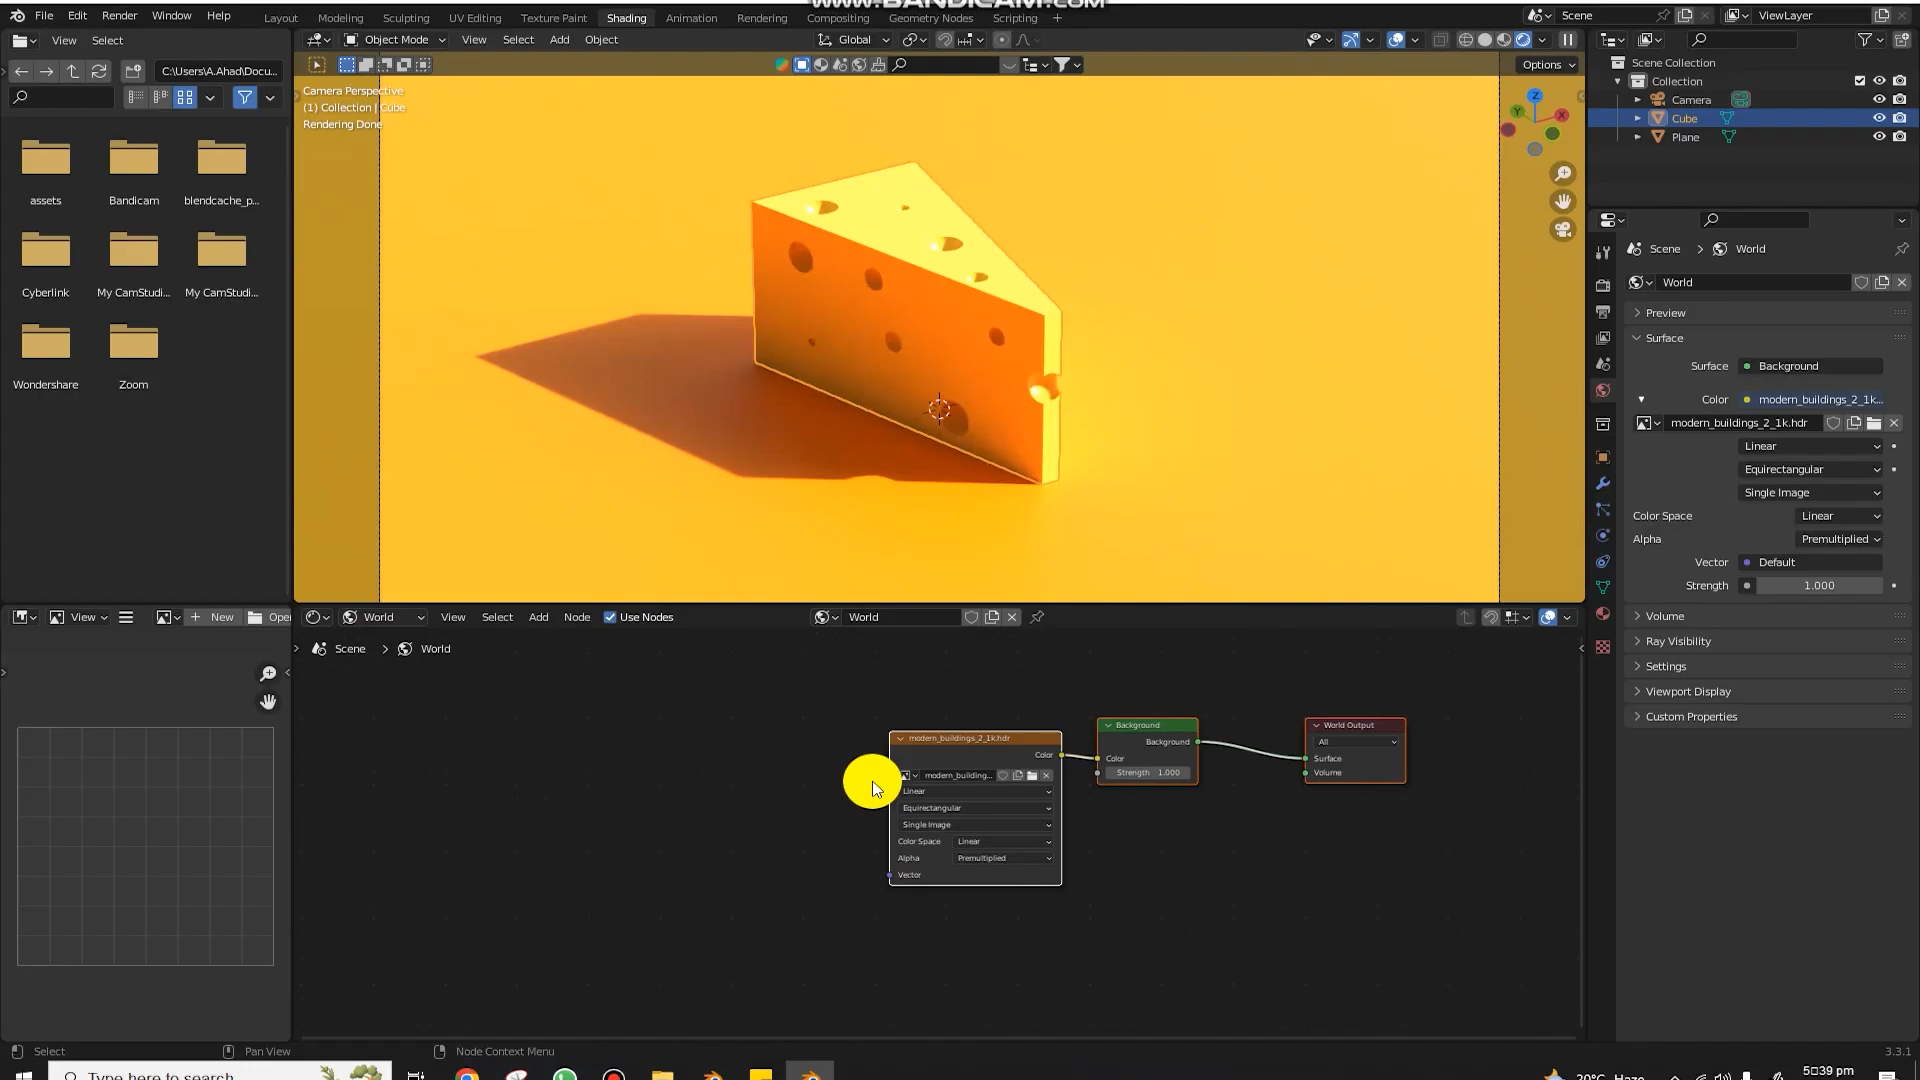 www.BANDICAM.com
File Edit Render Window Help
Layout Modeling Sculpting UV Editing Texture Paint Shading Animation Rendering Compositing Geometry Nodes Scripting +
Scene
ViewLayer
View Select
Object Mode View Select Add Object
Global
C:\Users\A.Ahad\Docu...
Options
Camera Perspective
(1) Collection | Cube
Rendering Done
Z
Y
X
assets
Bandicam
blendcache_p...
Cyberlink
My CamStudi...
My CamStudi...
Wondershare
Zoom
Scene Collection
Collection
Camera
Cube
Plane
Scene > World
World
Preview
Surface
Surface Background
Color modern_buildings_2_1k...
modern_buildings_2_1k.hdr
Linear
Equirectangular
Single Image
Color Space Linear
Alpha Premultiplied
Vector Default
Strength 1.000
Volume
Ray Visibility
Settings
Viewport Display
Custom Properties
View
+ New
Open
World View Select Add Node Use Nodes
World
Scene > World
modern_buildings_2_1k.hdr
Color
modern_building...
Linear
Equirectangular
Single Image
Color Space Linear
Alpha Premultiplied
Vector
Background
Background
Color
Strength 1.000
World Output
All
Surface
Volume
Select
Pan View
Node Context Menu
3.3.1
Type here to search
20°C Haze
5:39 pm